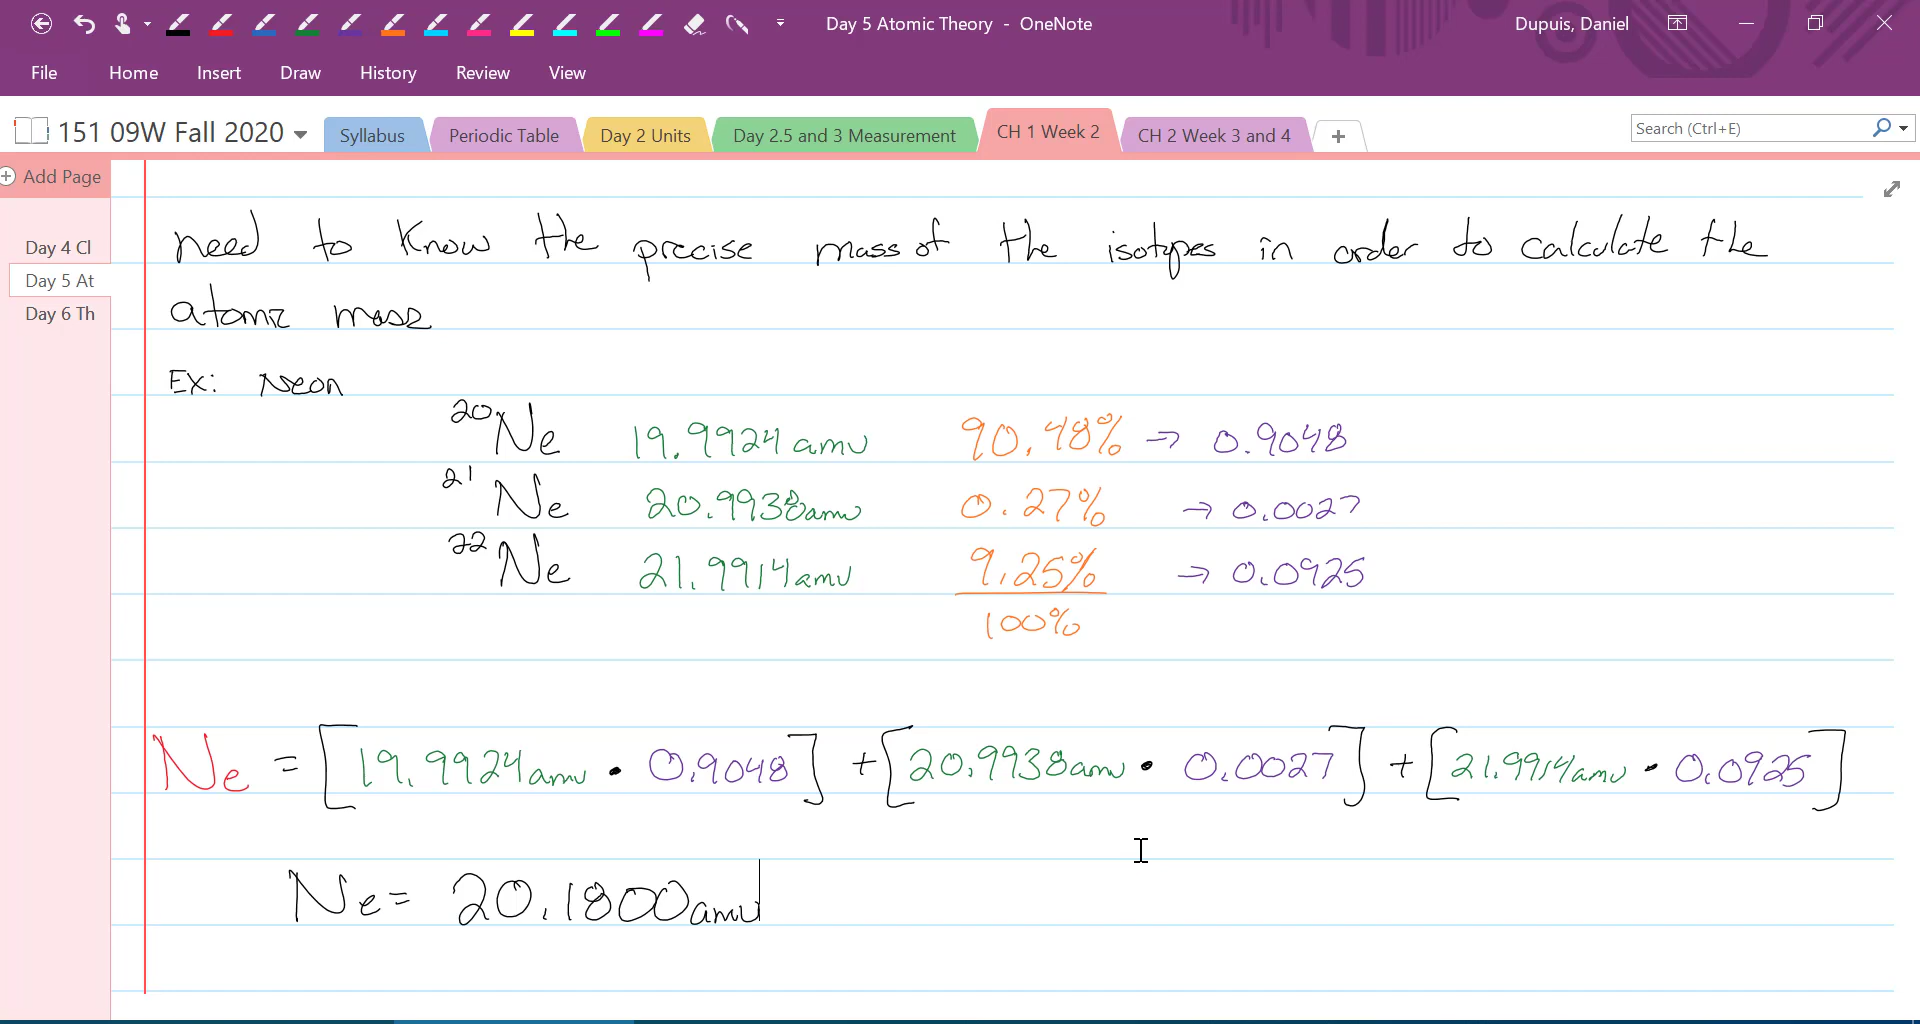 Day 5 Atomic Theory - OneNote
Dupuis, Daniel
File Home Insert Draw History Review View
151 09W Fall 2020
Syllabus Periodic Table Day 2 Units Day 2.5 and 3 Measurement CH 1 Week 2 CH 2 Week 3 and 4 +
Search (Ctrl+E)
Add Page
Day 4 Cl
Day 5 At
Day 6 Th
need to know the precise mass of the isotopes in order to calculate the
atomic mass
Ex: Neon
²⁰Ne 19.9924 amu 90.48% → 0.9048
²¹Ne 20.9938amu 0.27% → 0.0027
²²Ne 21.9914amu 9.25% → 0.0925
100%
Ne = [19.9924amu · 0.9048] + [20.9938amu · 0.0027] + [21.9914amu · 0.0925]
Ne = 20.1800amu